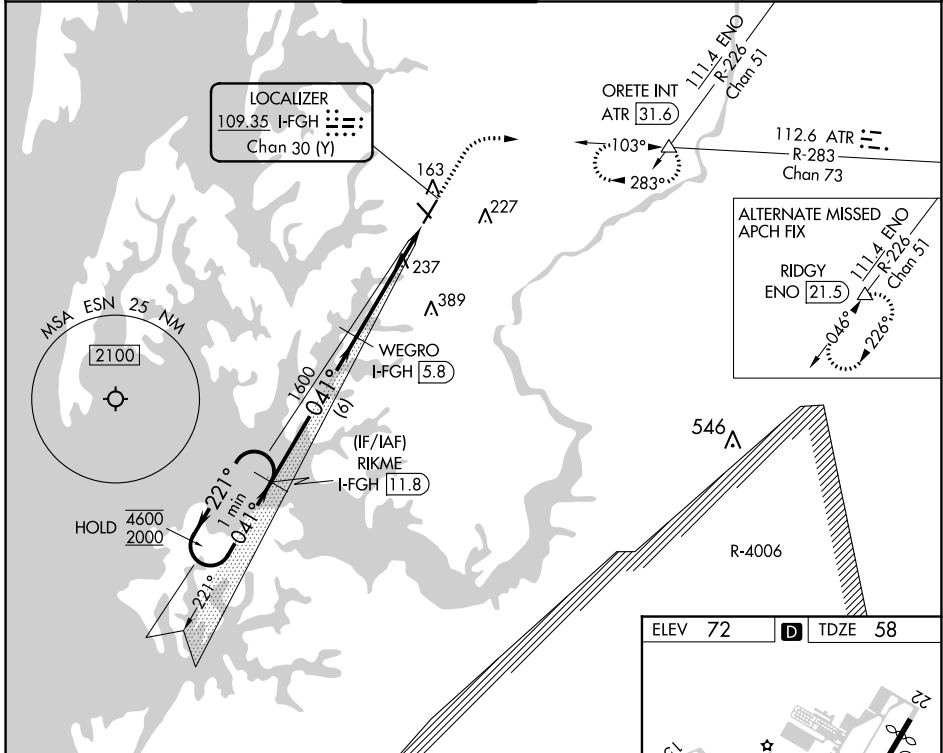 LOCALIZER
109.35 I-FGH
Chan 30 (Y)
163
227
237
389
111.4 ENO
R-226
Chan 51
ORETE INT
ATR 31.6
103°
283°
112.6 ATR
R-283
Chan 73
ALTERNATE MISSED
APCH FIX
111.4 ENO
R-226
Chan 51
RIDGY
ENO 21.5
046°
226°
MSA ESN 25 NM
2100
WEGRO
I-FGH 5.8
1600
041°
(6)
(IF/IAF)
RIKME
I-FGH 11.8
221°
1 min
041°
HOLD 4600
2000
221°
546
R-4006
ELEV 72 D TDZE 58
22